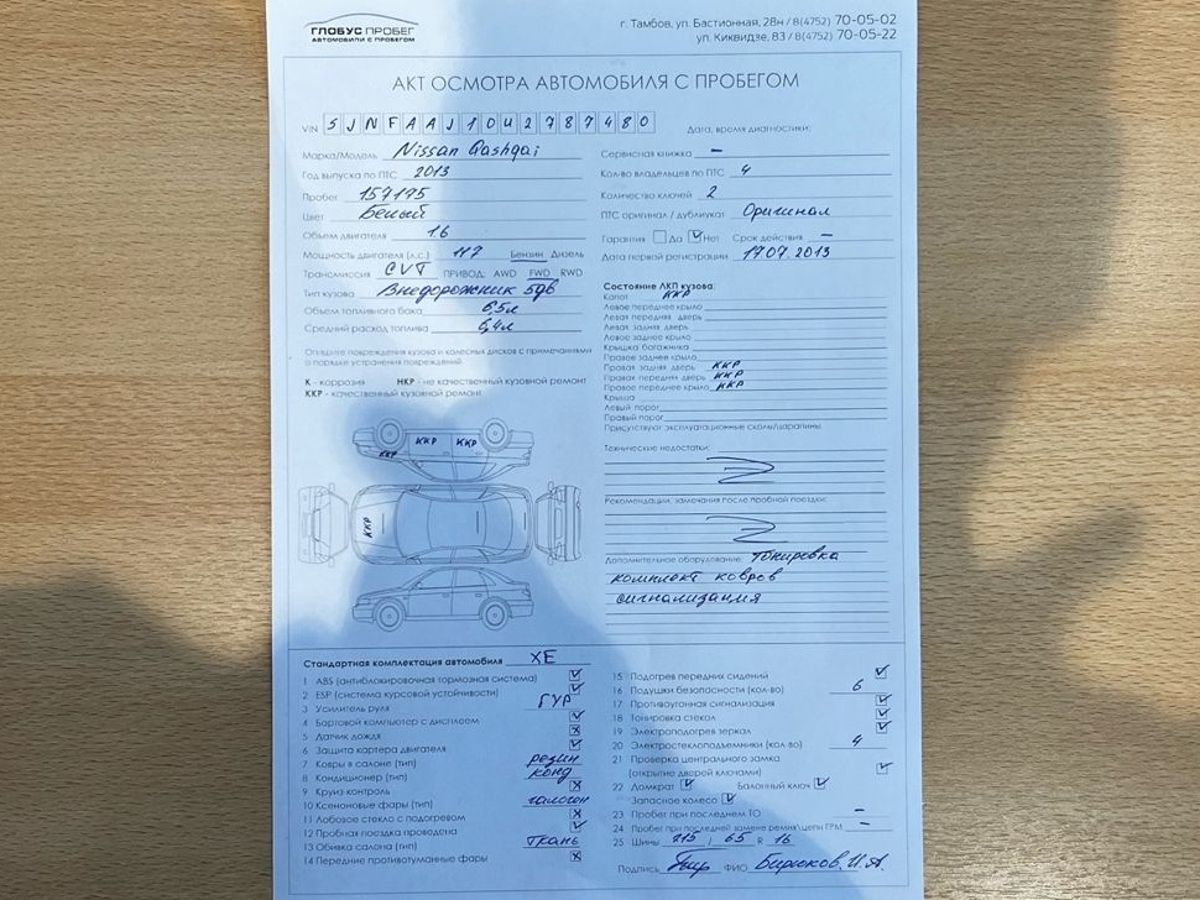 ГЛОБУС ПРОБЕГ
АВТОМОБИЛИ С ПРОБЕГОМ
г. Тамбов, ул. Бастионная, 28н / 8(4752) 70-05-02
ул. Киквидзе, 83 / 8(4752) 70-05-22
АКТ ОСМОТРА АВТОМОБИЛЯ С ПРОБЕГОМ
VIN SJNFAAJ10U2787480
Марка/Модель Nissan Qashqai
Год выпуска по ПТС 2013
Пробег 157175
Цвет Белый
Объем двигателя 1.6
Мощность двигателя (л.с.) 117 Бензин Дизель
Трансмиссия CVT ПРИВОД: AWD FWD RWD
Тип кузова Внедорожник 5дв
Объем топливного бака 65л
Средний расход топлива 6,4л
Опишите повреждения кузова и колесных дисков с примечаниями
о порядке устранения повреждений
К - коррозия НКР - не качественный кузовной ремонт
ККР - качественный кузовной ремонт
ККР ККР ККР
ККР
Дата, время диагностики:
Сервисная книжка –
Кол-во владельцев по ПТС 4
Количество ключей 2
ПТС оригинал / дубликат Оригинал
Гарантия Да Нет Срок действия –
Дата первой регистрации 17.07.2013
Состояние ЛКП кузова:
Капот ККР
Левое переднее крыло
Левая передняя дверь
Левая задняя дверь
Левое заднее крыло
Крышка багажника
Правое заднее крыло
Правая задняя дверь ККР
Правая передняя дверь ККР
Правое переднее крыло ККР
Крыша
Левый порог
Правый порог
Присутствуют эксплуатационные сколы/царапины
Технические недостатки:
Рекомендации, замечания после пробной поездки:
Дополнительное оборудование: Тонировка
комплект ковров
сигнализация
Стандартная комплектация автомобиля XE
1 ABS (антиблокировочная тормозная система)
2 ESP (система курсовой устойчивости)
3 Усилитель руля ГУР
4 Бортовой компьютер с дисплеем
5 Датчик дождя
6 Защита картера двигателя
7 Ковры в салоне (тип) резин
8 Кондиционер (тип) конд
9 Круиз контроль
10 Ксеноновые фары (тип) галоген
11 Лобовое стекло с подогревом
12 Пробная поездка проведена
13 Обивка салона (тип) Ткань
14 Передние противотуманные фары
15 Подогрев передних сидений
16 Подушки безопасности (кол-во) 6
17 Противоугонная сигнализация
18 Тонировка стекол
19 Электроподогрев зеркал
20 Электростеклоподъемники (кол-во) 4
21 Проверка центрального замка
(открытие дверей ключами)
22 Домкрат Балонный ключ
Запасное колесо
23 Пробег при последнем ТО –
24 Пробег при последней замене ремня\цепи ГРМ –
25 Шины 215 / 65 R 16
Подпись ФИО Бирюков. И.А.